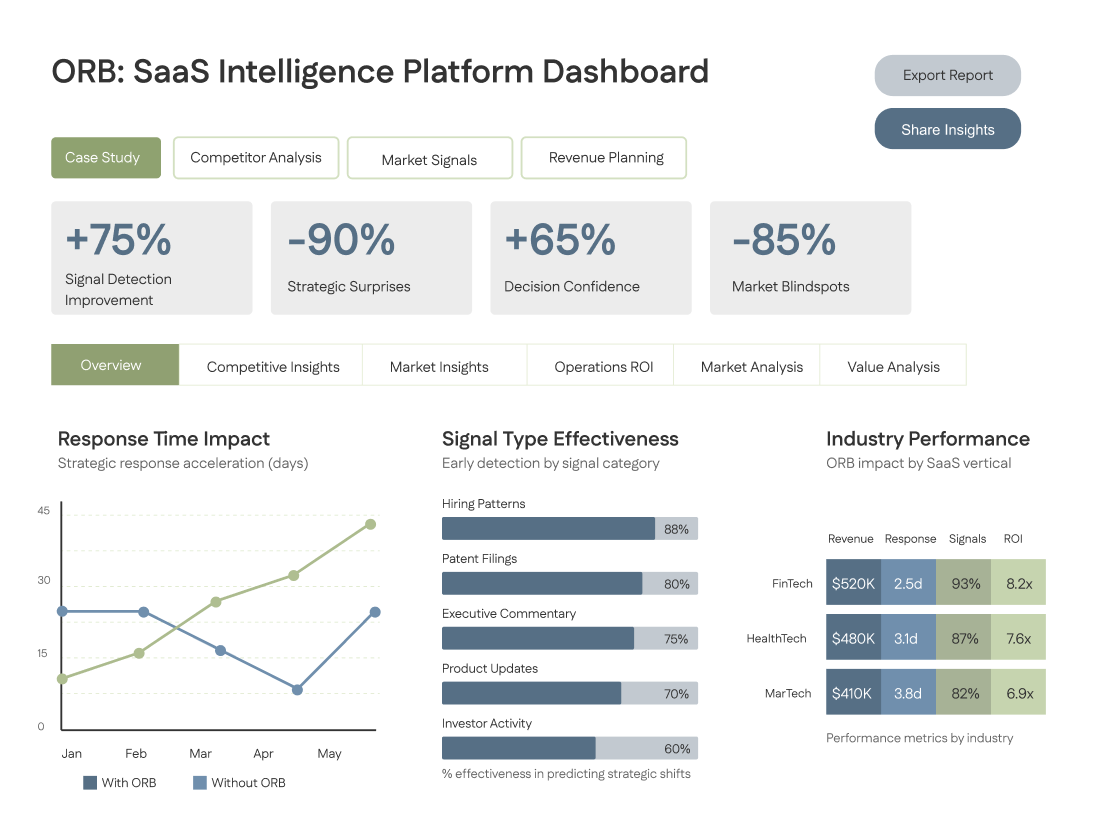 ORB: SaaS Intelligence Platform Dashboard
Export Report
Share Insights
Case Study
Competitor Analysis
Market Signals
Revenue Planning
+75%
Signal Detection
Improvement
-90%
Strategic Surprises
+65%
Decision Confidence
-85%
Market Blindspots
Overview
Competitive Insights
Market Insights
Operations ROI
Market Analysis
Value Analysis
Response Time Impact
Strategic response acceleration (days)
45
30
15
0
Jan Feb Mar Apr May
With ORB Without ORB
Signal Type Effectiveness
Early detection by signal category
Hiring Patterns
88%
Patent Filings
80%
Executive Commentary
75%
Product Updates
70%
Investor Activity
60%
% effectiveness in predicting strategic shifts
Industry Performance
ORB impact by SaaS vertical
Revenue Response Signals ROI
FinTech $520K 2.5d 93% 8.2x
HealthTech $480K 3.1d 87% 7.6x
MarTech $410K 3.8d 82% 6.9x
Performance metrics by industry